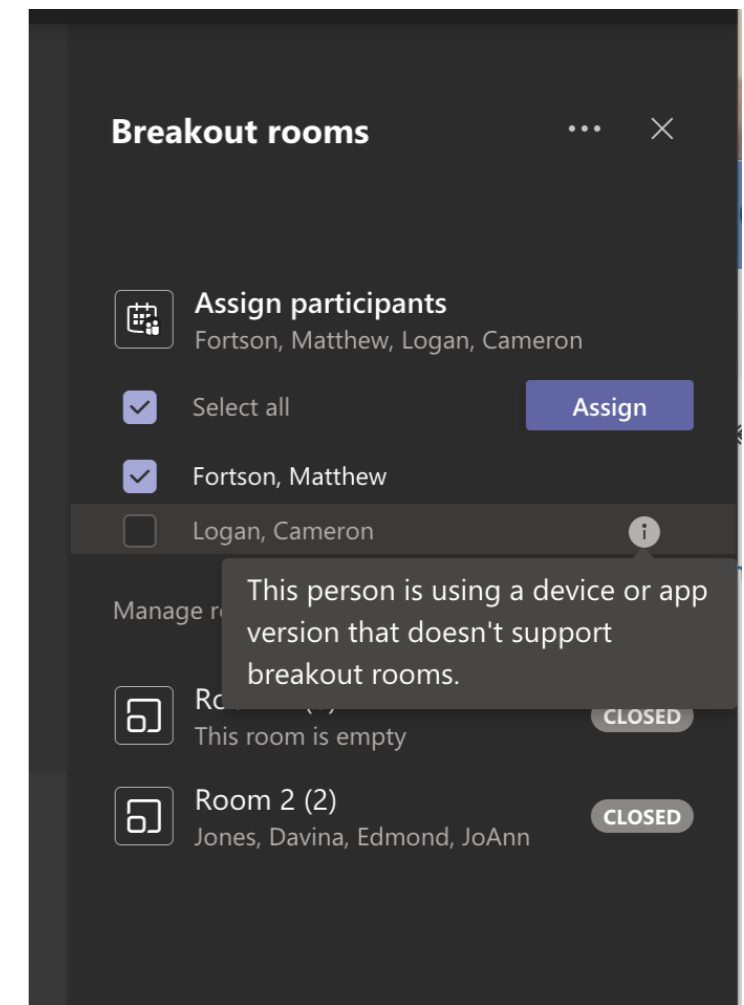 Breakout rooms
Assign participants
Fortson, Matthew, Logan, Cameron
Select all
Assign
Fortson, Matthew
Logan, Cameron
This person is using a device or app
version that doesn't support
breakout rooms.
CLOSED
This room is empty
Room 2 (2)
CLOSED
Jones, Davina, Edmond, JoAnn